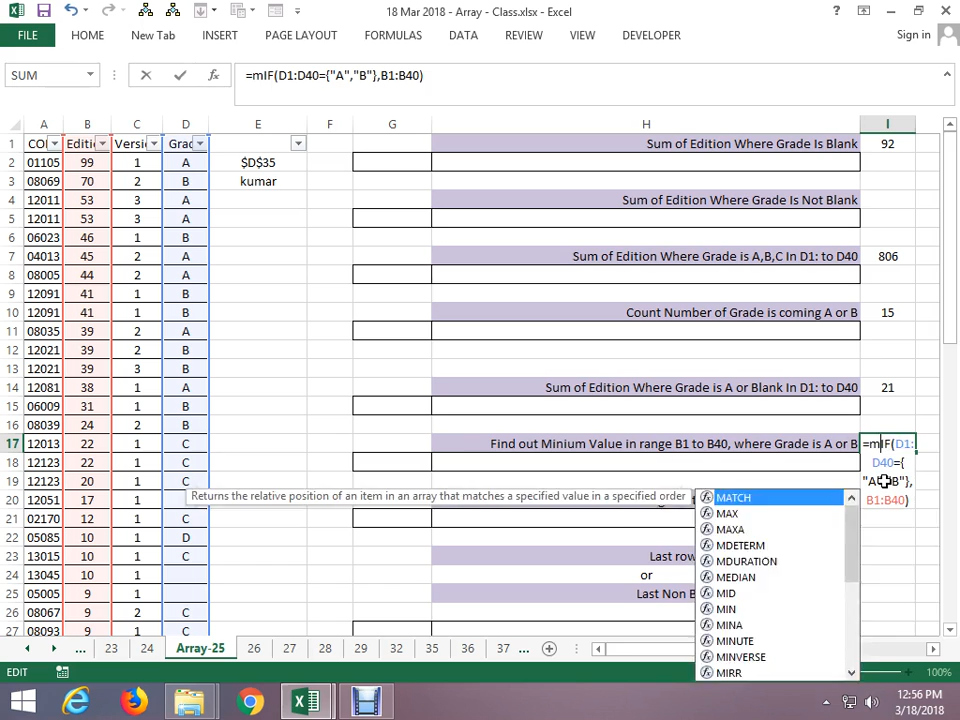 18 Mar 2018 - Array - Class.xlsx - Excel
FILE HOME New Tab INSERT PAGE LAYOUT FORMULAS DATA REVIEW VIEW DEVELOPER Sign in
SUM =mIF(D1:D40={"A","B"},B1:B40)
A B C D E F G H I
1 CO Editio Versio Grad Sum of Edition Where Grade Is Blank 92
2 01105 99 1 A $D$35
3 08069 70 2 B kumar
4 12011 53 3 A Sum of Edition Where Grade Is Not Blank
5 12011 53 3 A
6 06023 46 1 B
7 04013 45 2 A Sum of Edition Where Grade is A,B,C In D1: to D40 806
8 08005 44 2 A
9 12091 41 1 B
10 12091 41 1 B Count Number of Grade is coming A or B 15
11 08035 39 2 A
12 12021 39 2 B
13 12021 39 3 B
14 12081 38 1 A Sum of Edition Where Grade is A or Blank In D1: to D40 21
15 06009 31 1 B
16 08039 24 2 B
17 12013 22 1 C Find out Minium Value in range B1 to B40, where Grade is A or B =mIF(D1:
18 12123 22 1 C D40={
19 12123 20 1 C "A","B"},
Returns the relative position of an item in an array that matches a specified value in a specified order
20 12051 17 1 C B1:B40)
21 02170 12 1 C
22 05085 10 1 D
23 13015 10 1 C Last row
24 13045 10 1 or
25 05005 9 1 Last Non B
26 08067 9 2 C
27 08093 9 1 C
MATCH
MAX
MAXA
MDETERM
MDURATION
MEDIAN
MID
MIN
MINA
MINUTE
MINVERSE
MIRR
... 23 24 Array-25 26 27 28 29 32 35 36 37 ...
EDIT 100%
12:56 PM
3/18/2018